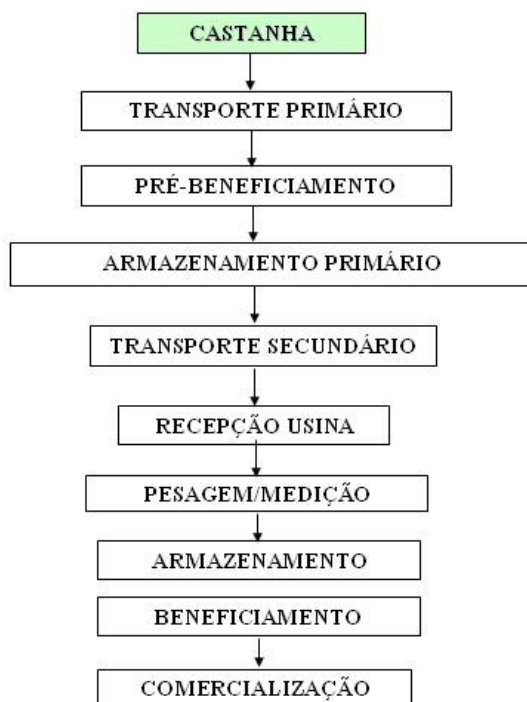 CASTANHA
TRANSPORTE PRIMÁRIO
PRÉ-BENEFICIAMENTO
ARMAZENAMENTO PRIMÁRIO
TRANSPORTE SECUNDÁRIO
RECEPÇÃO USINA
PESAGEM/MEDIÇÃO
ARMAZENAMENTO
BENEFICIAMENTO
COMERCIALIZAÇÃO